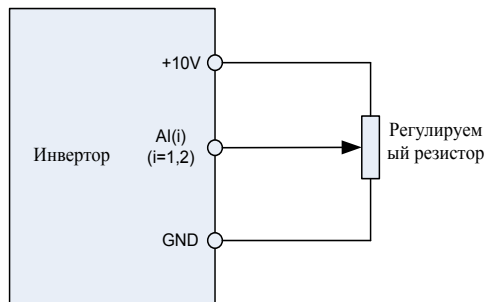 +10V
AI(i)
(i=1,2)
Инвертор
Регулируем
ый резистор
GND